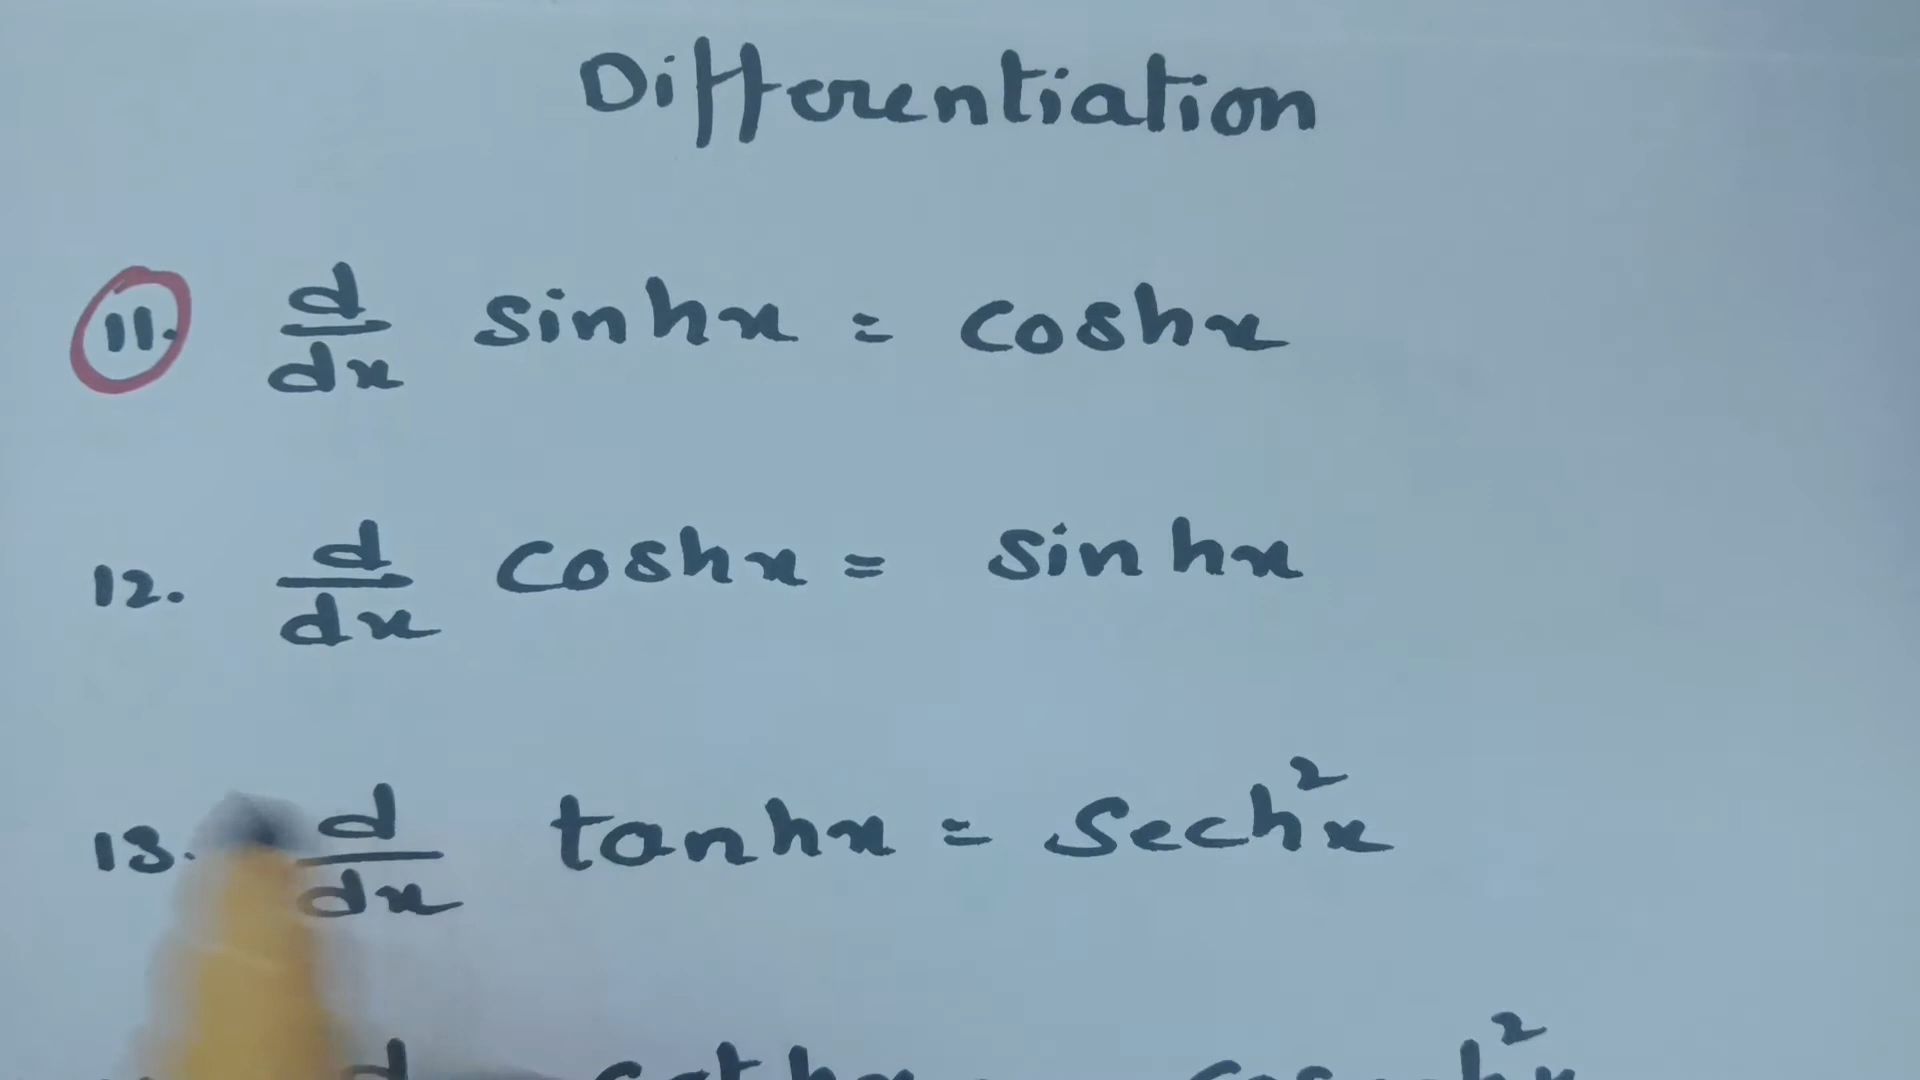 Differentiation
11. d/dx sinhx = coshx
12. d/dx coshx = sinhx
13. d/dx tanhx = sech²x
d